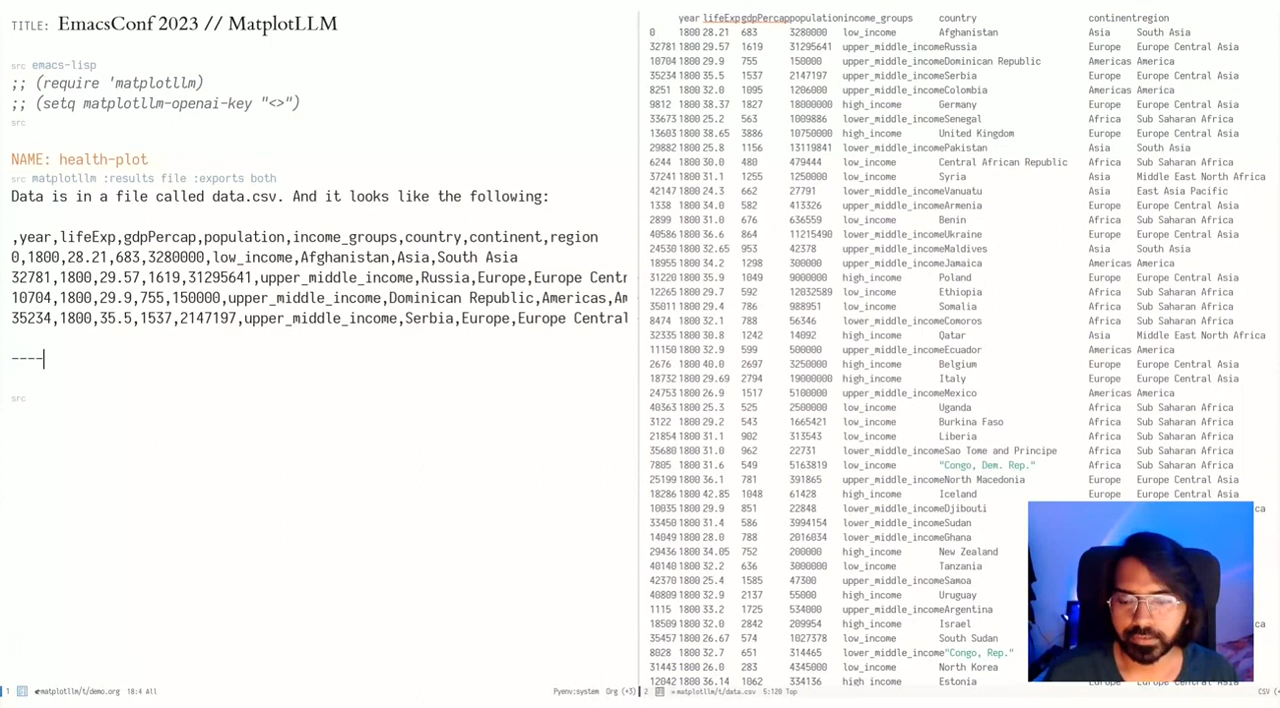 TITLE: EmacsConf 2023 // MatplotLLM
src emacs-lisp
;; (require 'matplotllm)
;; (setq matplotllm-openai-key "<>")
src
NAME: health-plot
src matplotllm :results file :exports both
Data is in a file called data.csv. And it looks like the following:
,year,lifeExp,gdpPercap,population,income_groups,country,continent,region
0,1800,28.21,683,3280000,low_income,Afghanistan,Asia,South Asia
32781,1800,29.57,1619,31295641,upper_middle_income,Russia,Europe,Europe Centr
10704,1800,29.9,755,150000,upper_middle_income,Dominican Republic,Americas,Am
35234,1800,35.5,1537,2147197,upper_middle_income,Serbia,Europe,Europe Central
----
src
1 matplotllm/t/demo.org 18:4 All Pyenv:system Org (+3)
year lifeExp gdpPercap population income_groups country continent region
0 1800 28.21 683 3280000 low_income Afghanistan Asia South Asia
32781 1800 29.57 1619 31295641 upper_middle_income Russia Europe Europe Central Asia
10704 1800 29.9 755 150000 upper_middle_income Dominican Republic Americas America
35234 1800 35.5 1537 2147197 upper_middle_income Serbia Europe Europe Central Asia
8251 1800 32.0 1095 1206000 upper_middle_income Colombia Americas America
9812 1800 38.37 1827 18000000 high_income Germany Europe Europe Central Asia
33673 1800 25.2 563 1009886 lower_middle_income Senegal Africa Sub Saharan Africa
13603 1800 38.65 3886 10750000 high_income United Kingdom Europe Europe Central Asia
29882 1800 25.8 1156 13119841 lower_middle_income Pakistan Asia South Asia
6244 1800 30.0 480 479444 low_income Central African Republic Africa Sub Saharan Africa
37241 1800 31.1 1255 1250000 low_income Syria Asia Middle East North Africa
42147 1800 24.3 662 27791 lower_middle_income Vanuatu Asia East Asia Pacific
1338 1800 34.0 582 413326 upper_middle_income Armenia Europe Europe Central Asia
2899 1800 31.0 676 636559 low_income Benin Africa Sub Saharan Africa
40586 1800 36.6 864 11215490 lower_middle_income Ukraine Europe Europe Central Asia
24530 1800 32.65 953 42378 upper_middle_income Maldives Asia South Asia
18955 1800 34.2 1298 300000 upper_middle_income Jamaica Americas America
31220 1800 35.9 1049 9000000 high_income Poland Europe Europe Central Asia
12265 1800 29.7 592 12032589 low_income Ethiopia Africa Sub Saharan Africa
35011 1800 29.4 786 988951 low_income Somalia Africa Sub Saharan Africa
8474 1800 32.1 788 56346 lower_middle_income Comoros Africa Sub Saharan Africa
32335 1800 30.8 1242 14092 high_income Qatar Asia Middle East North Africa
11150 1800 32.9 599 500000 upper_middle_income Ecuador Americas America
2676 1800 40.0 2697 3250000 high_income Belgium Europe Europe Central Asia
18732 1800 29.69 2794 19000000 high_income Italy Europe Europe Central Asia
24753 1800 26.9 1517 5100000 upper_middle_income Mexico Americas America
40363 1800 25.3 525 2500000 low_income Uganda Africa Sub Saharan Africa
3122 1800 29.2 543 1665421 low_income Burkina Faso Africa Sub Saharan Africa
21854 1800 31.1 902 313543 low_income Liberia Africa Sub Saharan Africa
35680 1800 31.0 962 22731 lower_middle_income Sao Tome and Principe Africa Sub Saharan Africa
7805 1800 31.6 549 5163819 low_income "Congo, Dem. Rep." Africa Sub Saharan Africa
25199 1800 36.1 781 391865 upper_middle_income North Macedonia Europe Europe Central Asia
18286 1800 42.85 1048 61428 high_income Iceland Europe Europe Central Asia
10035 1800 29.9 851 22848 lower_middle_income Djibouti ca
33450 1800 31.4 586 3994154 lower_middle_income Sudan
14049 1800 28.0 788 2016034 lower_middle_income Ghana
29436 1800 34.05 752 200000 high_income New Zealand
40140 1800 32.2 636 3000000 low_income Tanzania
42370 1800 25.4 1585 47300 upper_middle_income Samoa
40809 1800 32.9 2137 55000 high_income Uruguay
1115 1800 33.2 1725 534000 upper_middle_income Argentina
18509 1800 32.0 2842 209954 high_income Israel ca
35457 1800 26.67 574 1027378 low_income South Sudan
8028 1800 32.7 651 314465 lower_middle_income "Congo, Rep."
31443 1800 26.0 283 4345000 low_income North Korea
12042 1800 36.14 1062 334136 high_income Estonia Europe Europe Central Asia
2 matplotllm/t/data.csv 5:120 Top CSV